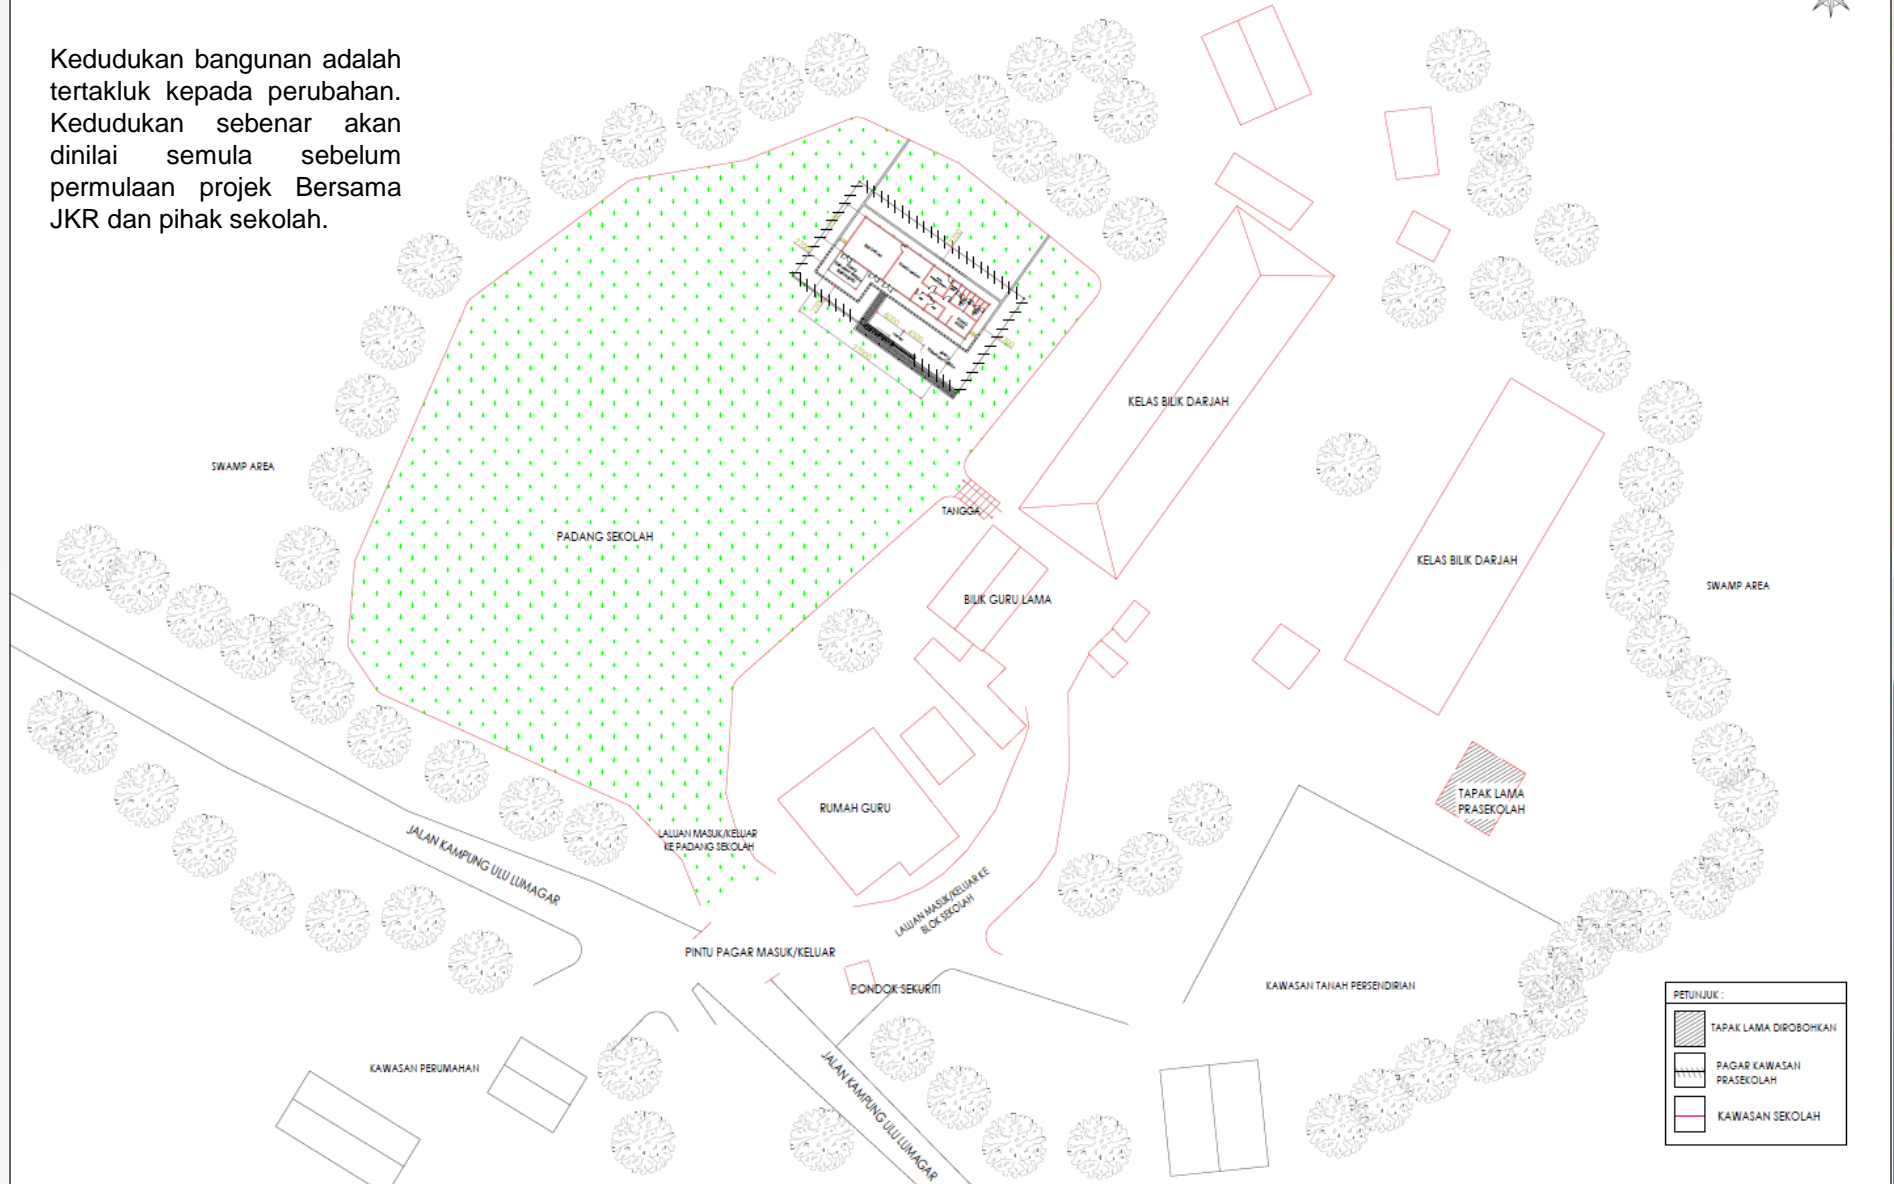 Kedudukan bangunan adalah
tertakluk kepada perubahan.
Kedudukan sebenar akan
dinilai semula sebelum
permulaan projek Bersama
JKR dan pihak sekolah.
KELAS BILIK DARJAH
SWAMP AREA
TANGGA
PADANG SEKOLAH
KELAS BILIK DARJAH
SWAMP AREA
BILIK GURU LAMA
TAPAK LAMA
PRASEKOLAH
RUMAH GURU
LALUAN MASUK/KELUAR
KE PADANG SEKOLAH
JALAN KAMPUNG ULU LUMAGAR
LALUAN MASUK/KELUAR KE
BLOK SEKOLAH
PINTU PAGAR MASUK/KELUAR
PONDOK SEKURITI
KAWASAN TANAH PERSENDIRIAN
KAWASAN PERUMAHAN
JALAN KAMPUNG ULU LUMAGAR
PETUNJUK :
TAPAK LAMA DIROBOHKAN
PAGAR KAWASAN
PRASEKOLAH
KAWASAN SEKOLAH